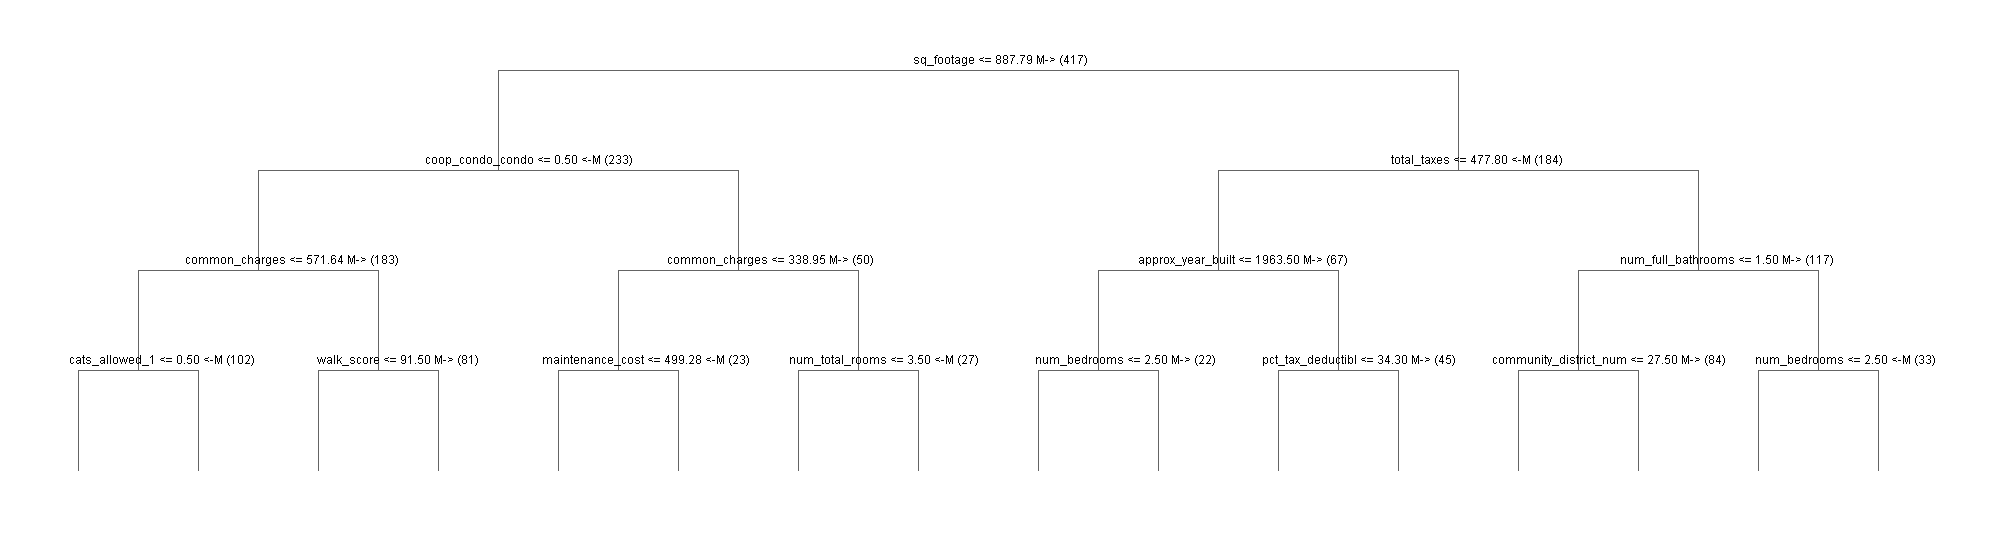 sq_footage <= 887.79 M-> (417)
coop_condo_condo <= 0.50 <-M (233)
total_taxes <= 477.80 <-M (184)
common_charges <= 571.64 M-> (183)
common_charges <= 338.95 M-> (50)
approx_year_built <= 1963.50 M-> (67)
num_full_bathrooms <= 1.50 M-> (117)
cats_allowed_1 <= 0.50 <-M (102)
walk_score <= 91.50 M-> (81)
maintenance_cost <= 499.28 <-M (23)
num_total_rooms <= 3.50 <-M (27)
num_bedrooms <= 2.50 M-> (22)
pct_tax_deductibl <= 34.30 M-> (45)
community_district_num <= 27.50 M-> (84)
num_bedrooms <= 2.50 <-M (33)